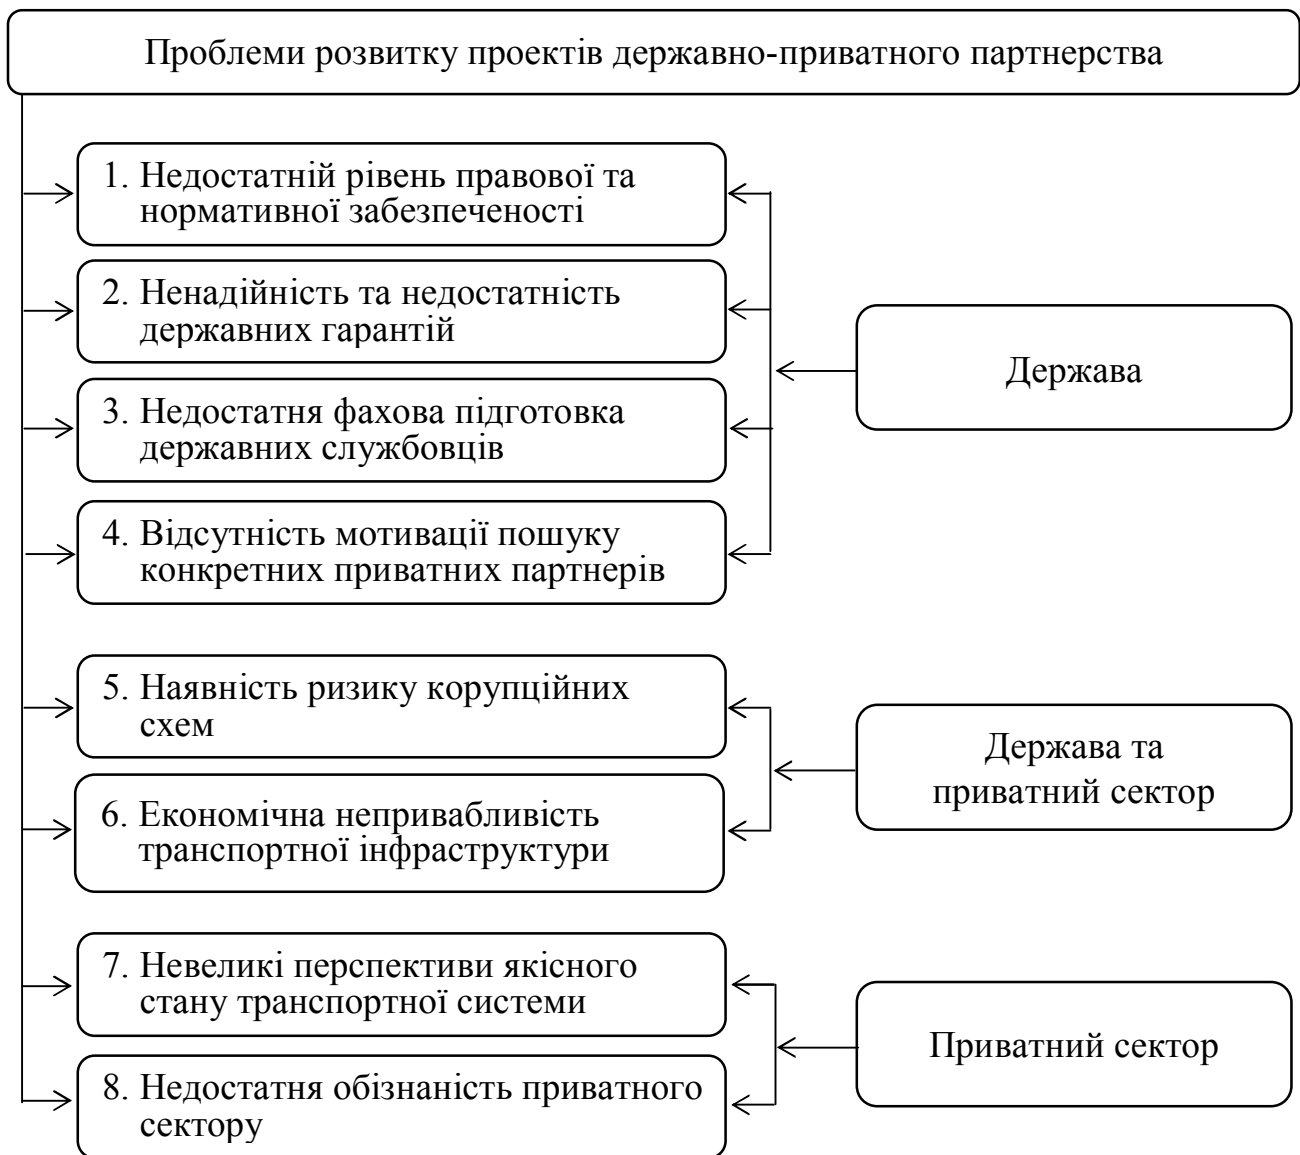 Проблеми розвитку проектів державно-приватного партнерства
1. Недостатній рівень правової та
нормативної забезпеченості
2. Ненадійність та недостатність
державних гарантій
3. Недостатня фахова підготовка
державних службовців
4. Відсутність мотивації пошуку
конкретних приватних партнерів
Держава
5. Наявність ризику корупційних
схем
6. Економічна непривабливість
транспортної інфраструктури
Держава та
приватний сектор
7. Невеликі перспективи якісного
стану транспортної системи
8. Недостатня обізнаність приватного
сектору
Приватний сектор